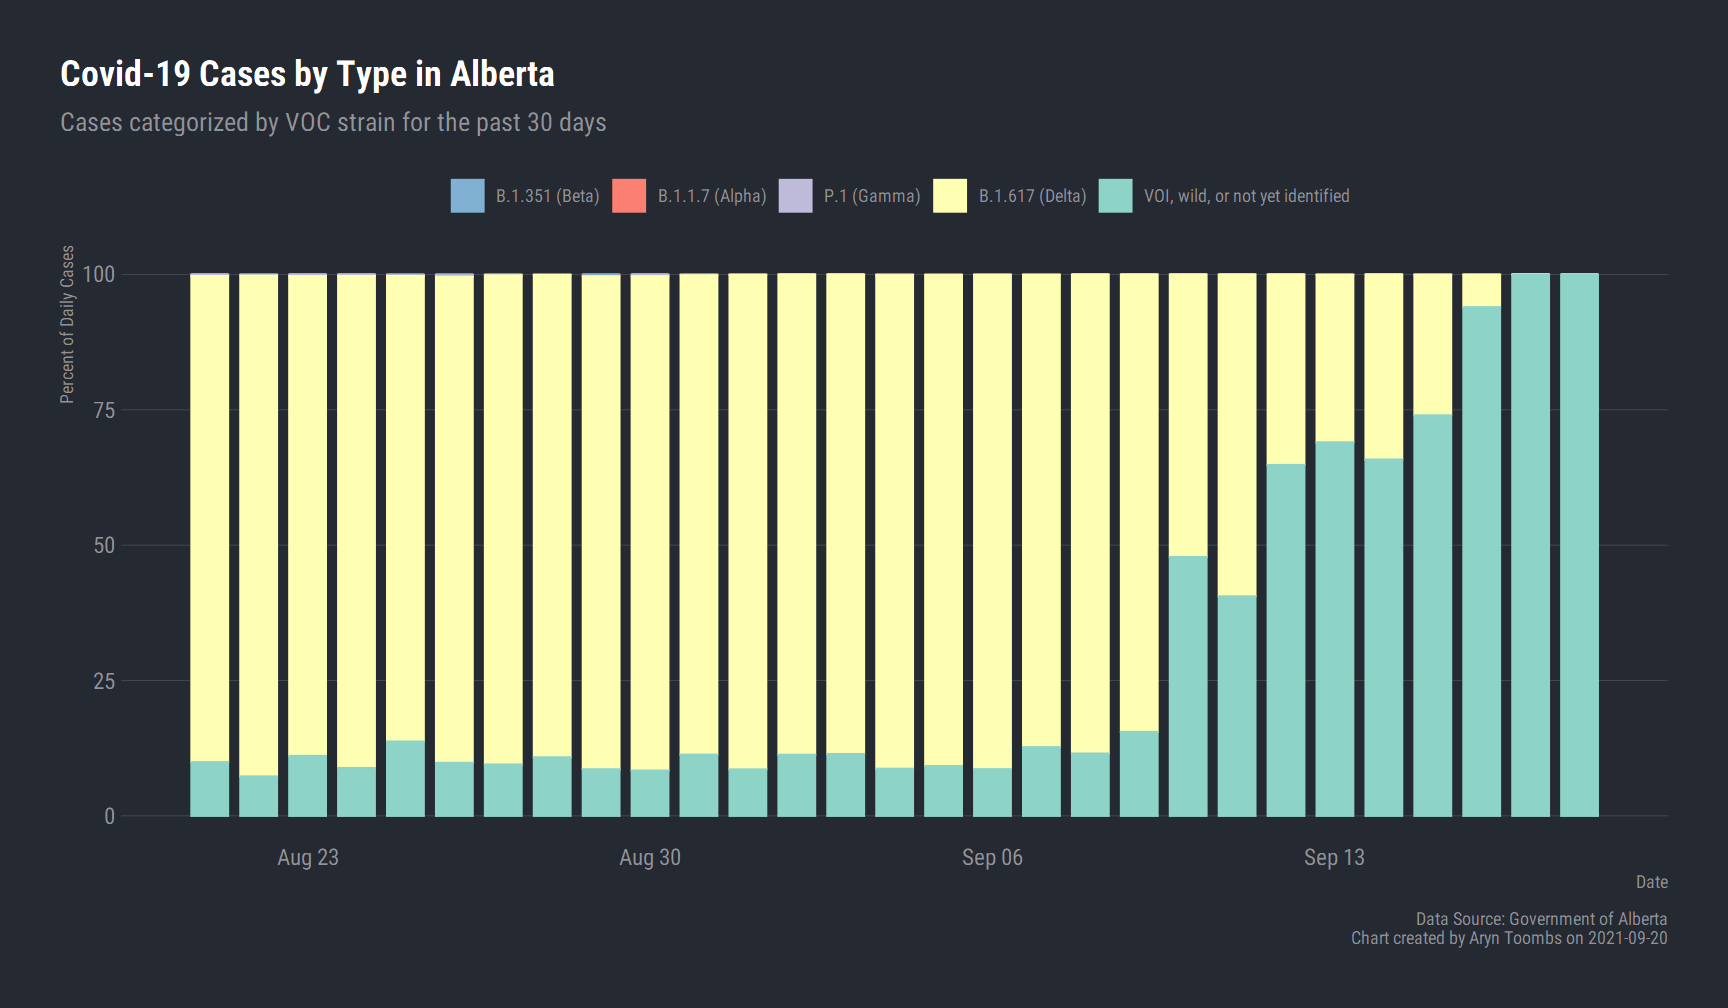 Covid-19 Cases by Type in Alberta
Cases categorized by VOC strain for the past 30 days
B.1.351 (Beta) B.1.1.7 (Alpha) P.1 (Gamma) B.1.617 (Delta) VOI, wild, or not yet identified
Percent of Daily Cases
100
75
50
25
0
Aug 23 Aug 30 Sep 06 Sep 13
Date
Data Source: Government of Alberta
Chart created by Aryn Toombs on 2021-09-20